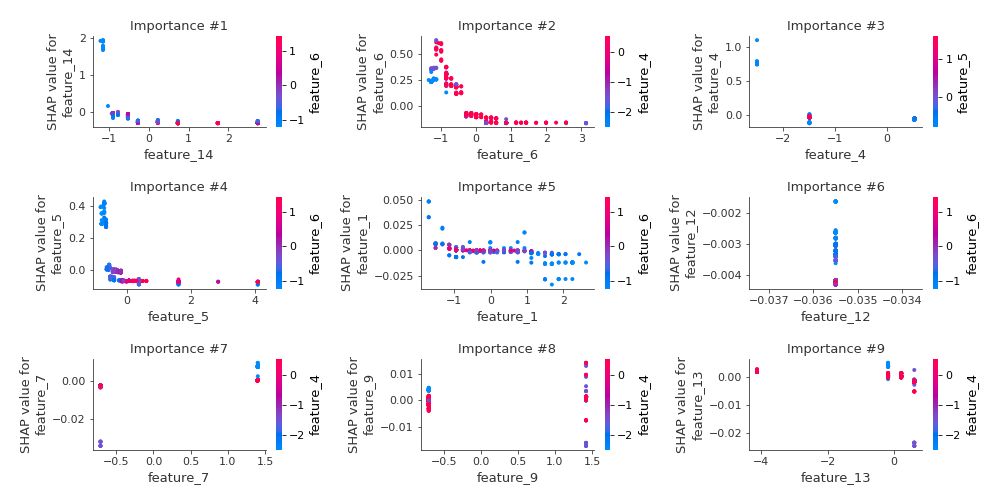 Importance #1
SHAP value for
feature_14
2
1
0
−1
0
1
2
feature_14
1
0
−1
feature_6
Importance #2
SHAP value for
feature_6
0.50
0.25
0.00
−1
0
1
2
3
feature_6
0
−1
−2
feature_4
Importance #3
SHAP value for
feature_4
1.0
0.5
0.0
−2
−1
0
feature_4
1
0
feature_5
Importance #4
SHAP value for
feature_5
0.4
0.2
0.0
0
2
4
feature_5
1
0
−1
feature_6
Importance #5
SHAP value for
feature_1
0.050
0.025
0.000
−0.025
−1
0
1
2
feature_1
1
0
−1
feature_6
Importance #6
SHAP value for
feature_12
−0.002
−0.003
−0.004
−0.037
−0.036
−0.035
−0.034
feature_12
1
0
−1
feature_6
Importance #7
SHAP value for
feature_7
0.00
−0.02
−0.5
0.0
0.5
1.0
1.5
feature_7
0
−1
−2
feature_4
Importance #8
SHAP value for
feature_9
0.01
0.00
−0.01
−0.5
0.0
0.5
1.0
1.5
feature_9
0
−1
−2
feature_4
Importance #9
SHAP value for
feature_13
0.00
−0.01
−0.02
−4
−2
0
feature_13
0
−1
−2
feature_4